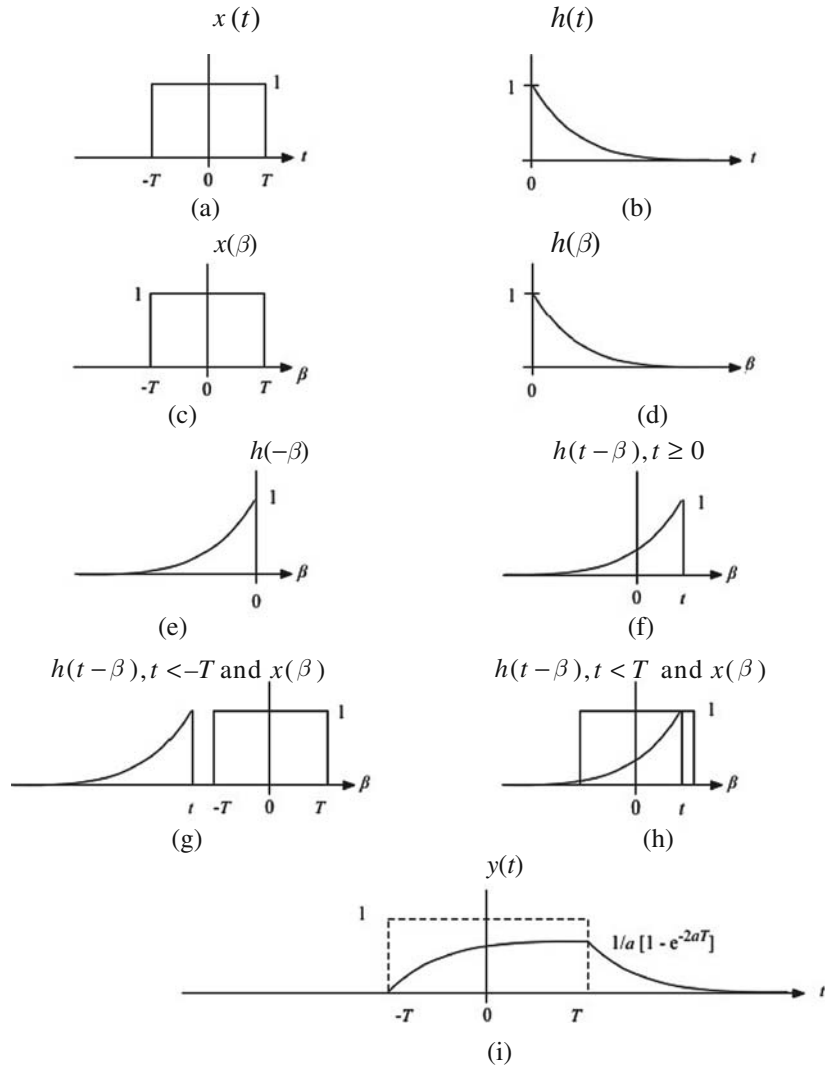 x(t) h(t)
1 1
t t
-T 0 T 0
(a) (b)
x(β) h(β)
1 1
β β
-T 0 T 0
(c) (d)
h(-β) h(t-β), t ≥ 0
1 1
β β
0 0 t
(e) (f)
h(t-β), t < -T and x(β) h(t-β), t < T and x(β)
1 1
β β
t -T 0 T 0 t
(g) (h)
y(t)
1
1/a [1 - e^{-2aT}]
t
-T 0 T
(i)